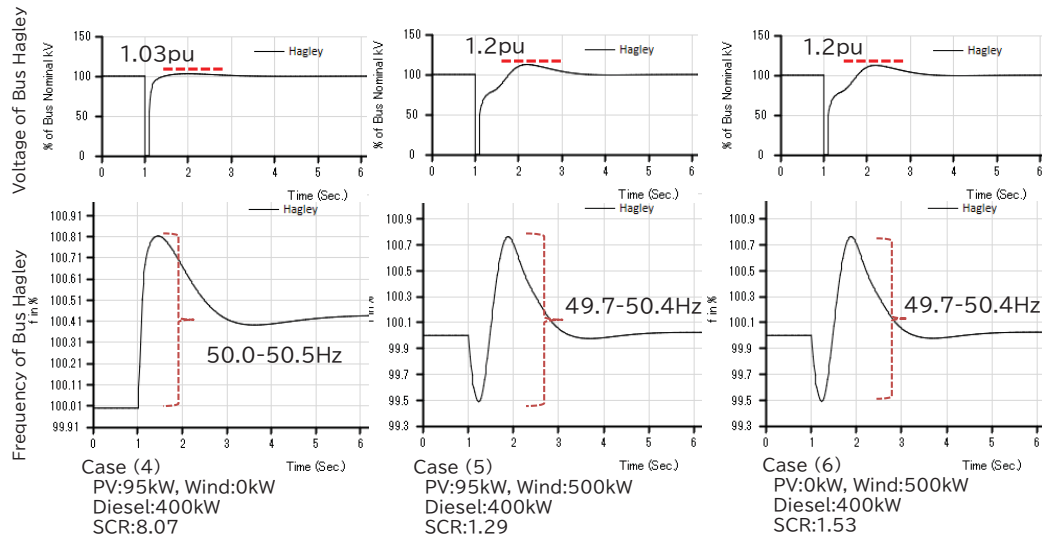 Voltage of Bus Hagley
% of Bus Nominal kV
150
100
50
0
1.03pu
Hagley
0 1 2 3 4 5 6
Time (Sec.)
% of Bus Nominal kV
150
100
50
0
1.2pu
Hagley
0 1 2 3 4 5 6
Time (Sec.)
% of Bus Nominal kV
150
100
50
0
1.2pu
Hagley
0 1 2 3 4 5 6
Time (Sec.)
Frequency of Bus Hagley
f in %
100.91
100.81
100.71
100.61
100.51
100.41
100.31
100.21
100.11
100.01
99.91
Hagley
50.0-50.5Hz
0 1 2 3 4 5 6
Time (Sec.)
Case (4)
PV:95kW, Wind:0kW
Diesel:400kW
SCR:8.07
f in %
100.9
100.7
100.5
100.3
100.1
99.9
99.7
99.5
99.3
Hagley
49.7-50.4Hz
0 1 2 3 4 5 6
Time (Sec.)
Case (5)
PV:95kW, Wind:500kW
Diesel:400kW
SCR:1.29
f in %
100.9
100.7
100.5
100.3
100.1
99.9
99.7
99.5
99.3
Hagley
49.7-50.4Hz
0 1 2 3 4 5 6
Time (Sec.)
Case (6)
PV:0kW, Wind:500kW
Diesel:400kW
SCR:1.53